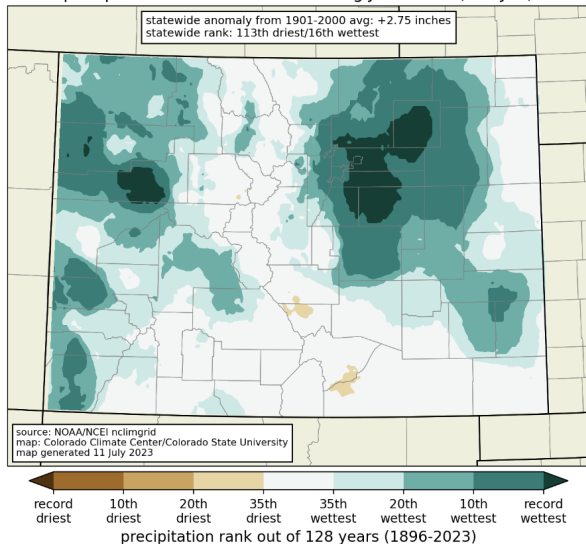 statewide anomaly from 1901-2000 avg: +2.75 inches
statewide rank: 113th driest/16th wettest
source: NOAA/NCEI nclimgrid
map: Colorado Climate Center/Colorado State University
map generated 11 July 2023
record driest
10th driest
20th driest
35th driest
35th wettest
20th wettest
10th wettest
record wettest
precipitation rank out of 128 years (1896-2023)